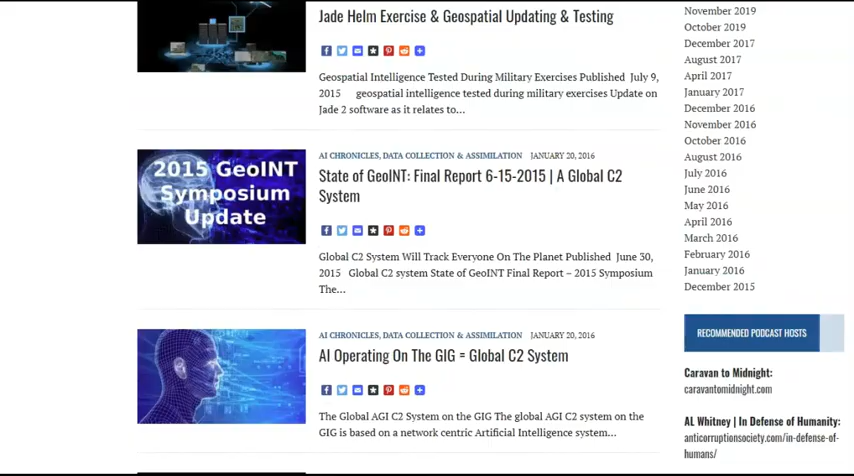 Jade Helm Exercise & Geospatial Updating & Testing
Geospatial Intelligence Tested During Military Exercises Published July 9,
2015 geospatial intelligence tested during military exercises Update on
Jade 2 software as it relates to…
2015 GeoINT
Symposium
Update
AI CHRONICLES, DATA COLLECTION & ASSIMILATION JANUARY 20, 2016
State of GeoINT: Final Report 6-15-2015 | A Global C2
System
Global C2 System Will Track Everyone On The Planet Published June 30,
2015 Global C2 system State of GeoINT Final Report – 2015 Symposium
The…
AI CHRONICLES, DATA COLLECTION & ASSIMILATION JANUARY 20, 2016
AI Operating On The GIG = Global C2 System
The Global AGI C2 System on the GIG The global AGI C2 system on the
GIG is based on a network centric Artificial Intelligence system…
November 2019
October 2019
December 2017
August 2017
April 2017
January 2017
December 2016
November 2016
October 2016
August 2016
July 2016
June 2016
May 2016
April 2016
March 2016
February 2016
January 2016
December 2015
RECOMMENDED PODCAST HOSTS
Caravan to Midnight:
caravantomidnight.com
AL Whitney | In Defense of Humanity:
anticorruptionsociety.com/in-defense-of-
humans/